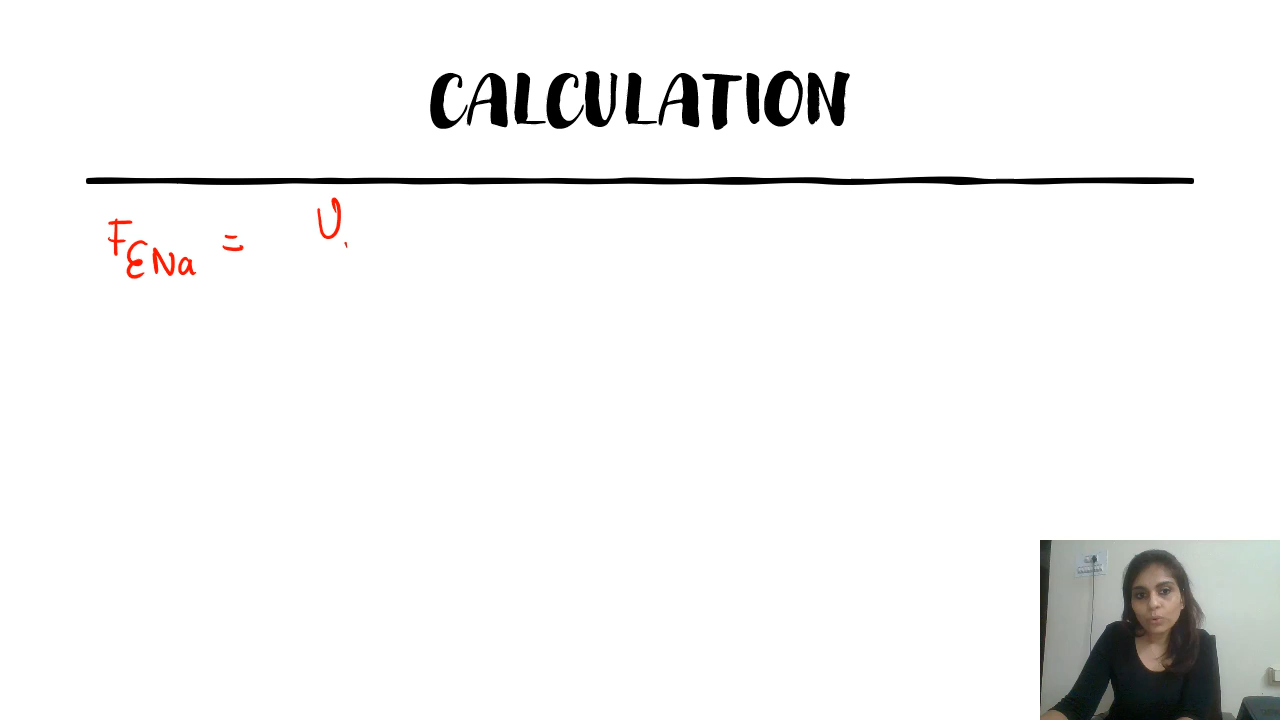 CALCULATION
FENa = U